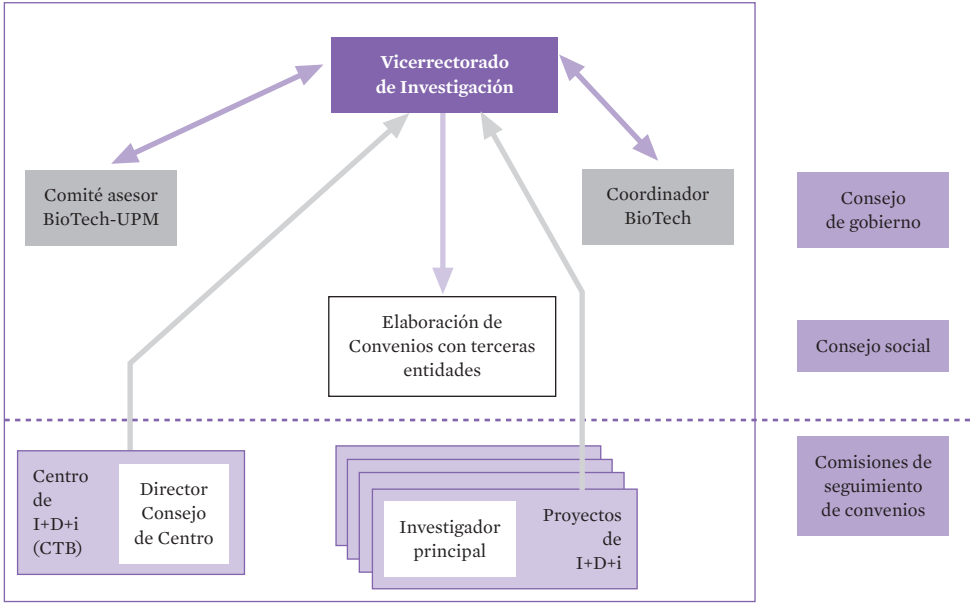 Vicerrectorado
de Investigación
Comité asesor
BioTech-UPM
Coordinador
BioTech
Consejo
de gobierno
Elaboración de
Convenios con terceras
entidades
Consejo social
Centro
de
I+D+i
(CTB)
Director
Consejo
de Centro
Investigador
principal
Proyectos
de
I+D+i
Comisiones de
seguimiento
de convenios